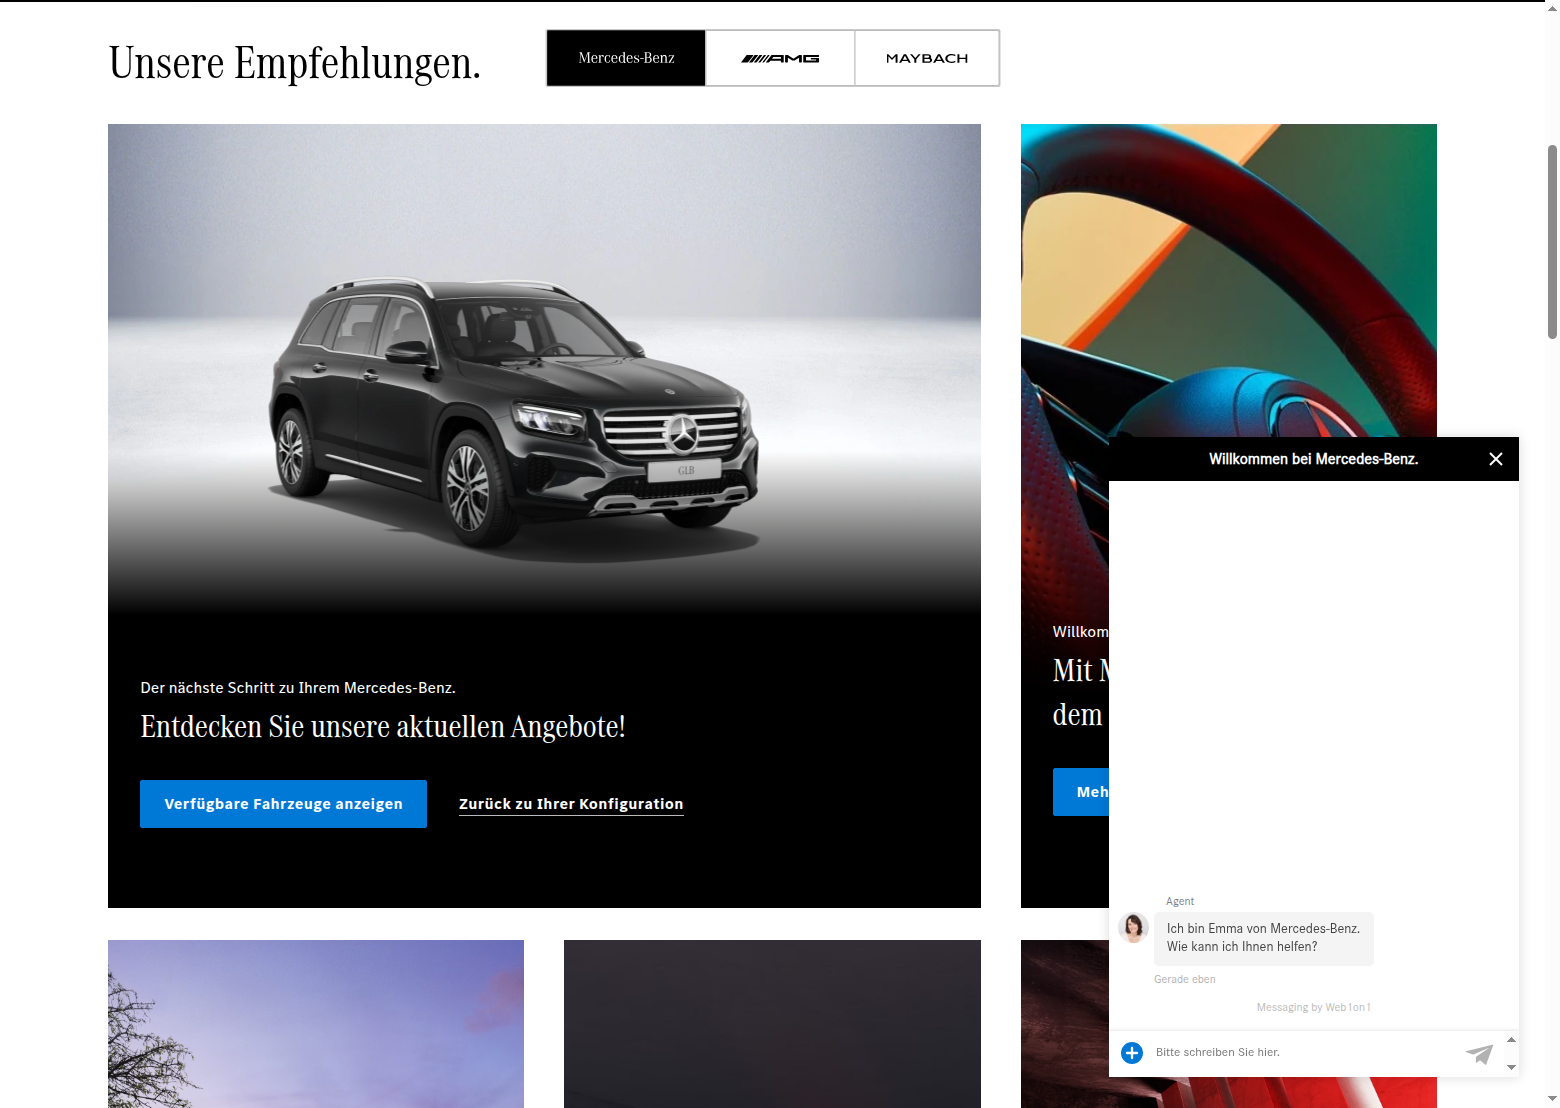 Unsere Empfehlungen.
Mercedes-Benz
AMG
MAYBACH
GLB
Der nächste Schritt zu Ihrem Mercedes-Benz.
Entdecken Sie unsere aktuellen Angebote!
Verfügbare Fahrzeuge anzeigen
Zurück zu Ihrer Konfiguration
Willkom
Mit M
dem
Meh
Willkommen bei Mercedes-Benz.
Agent
Ich bin Emma von Mercedes-Benz.
Wie kann ich Ihnen helfen?
Gerade eben
Messaging by Web1on1
Bitte schreiben Sie hier.